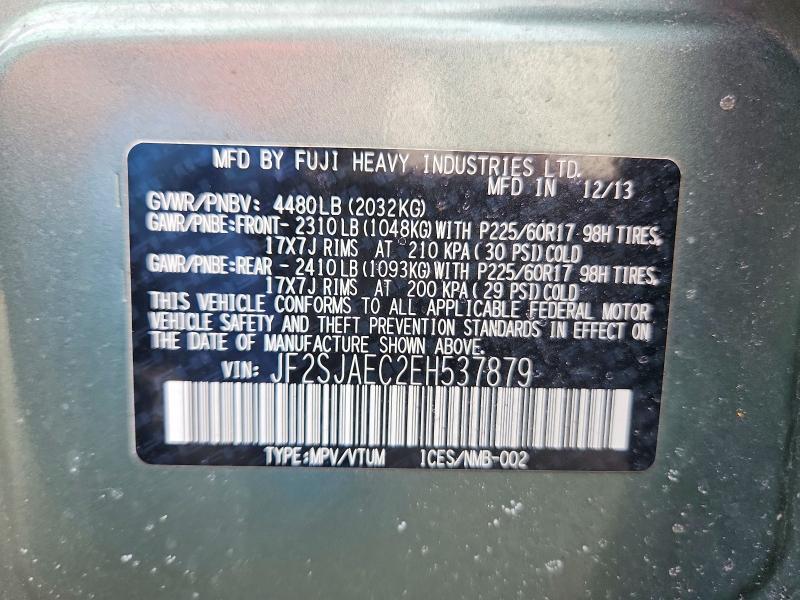 MFD BY FUJI HEAVY INDUSTRIES LTD.
MFD IN 12/13
GVWR/PNBV: 4480LB (2032KG)
GAWR/PNBE:FRONT- 2310LB (1048KG) WITH P225/60R17 98H TIRES,
17X7J RIMS AT 210 KPA (30 PSI) COLD
GAWR/PNBE:REAR - 2410LB (1093KG) WITH P225/60R17 98H TIRES,
17X7J RIMS AT 200 KPA (29 PSI) COLD
THIS VEHICLE CONFORMS TO ALL APPLICABLE FEDERAL MOTOR
VEHICLE SAFETY AND THEFT PREVENTION STANDARDS IN EFFECT ON
THE DATE OF MANUFACTURE SHOWN ABOVE.
VIN: JF2SJAEC2EH537879
TYPE:MPV/VTUM ICES/NMB-002